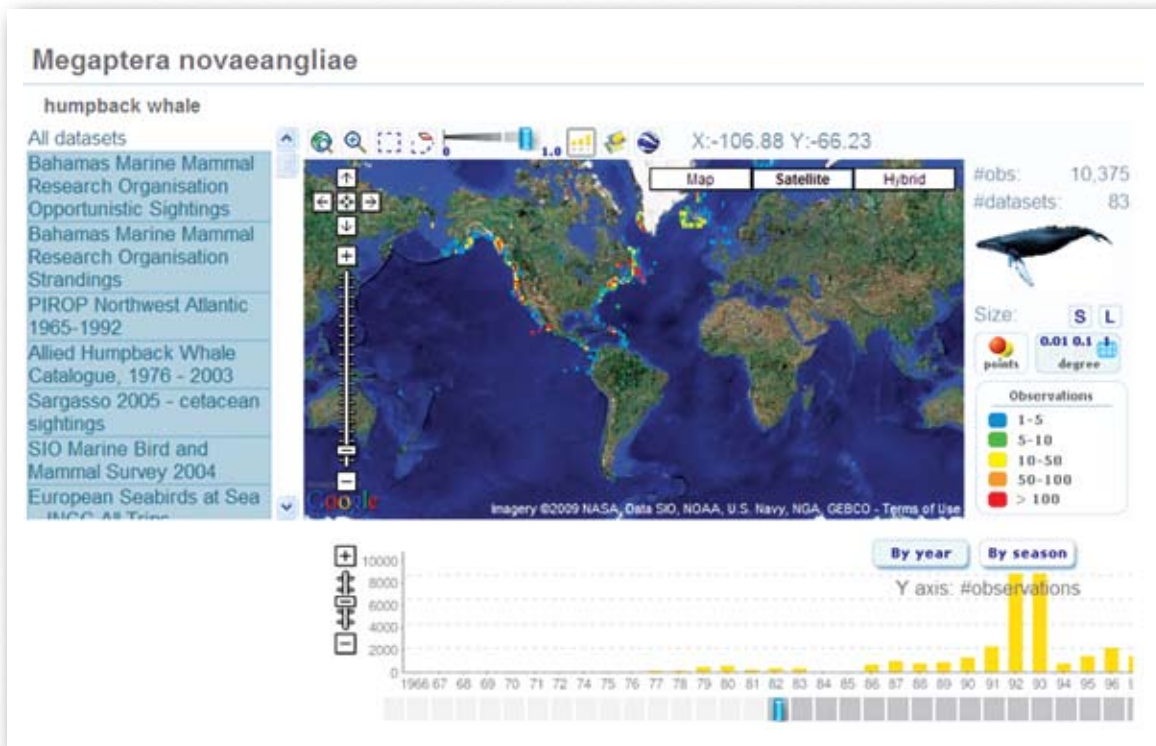 Megaptera novaeangliae
humpback whale
All datasets
Bahamas Marine Mammal
Research Organisation
Opportunistic Sightings
Bahamas Marine Mammal
Research Organisation
Strandings
PIROP Northwest Atlantic
1965-1992
Allied Humpback Whale
Catalogue, 1976 - 2003
Sargasso 2005 - cetacean
sightings
SIO Marine Bird and
Mammal Survey 2004
European Seabirds at Sea
0 1.0
X:-106.88 Y:-66.23
Map Satellite Hybrid
Google
Imagery ©2009 NASA, Data SIO, NOAA, U.S. Navy, NGA, GEBCO - Terms of Use
#obs: 10,375
#datasets: 83
Size: S L
points
0.01 0.1 1
degree
Observations
1-5
5-10
10-50
50-100
> 100
By year By season
Y axis: #observations
10000
8000
6000
4000
2000
0
1966 67 68 69 70 71 72 74 75 76 77 78 79 80 81 82 83 84 85 86 87 88 89 90 91 92 93 94 95 96